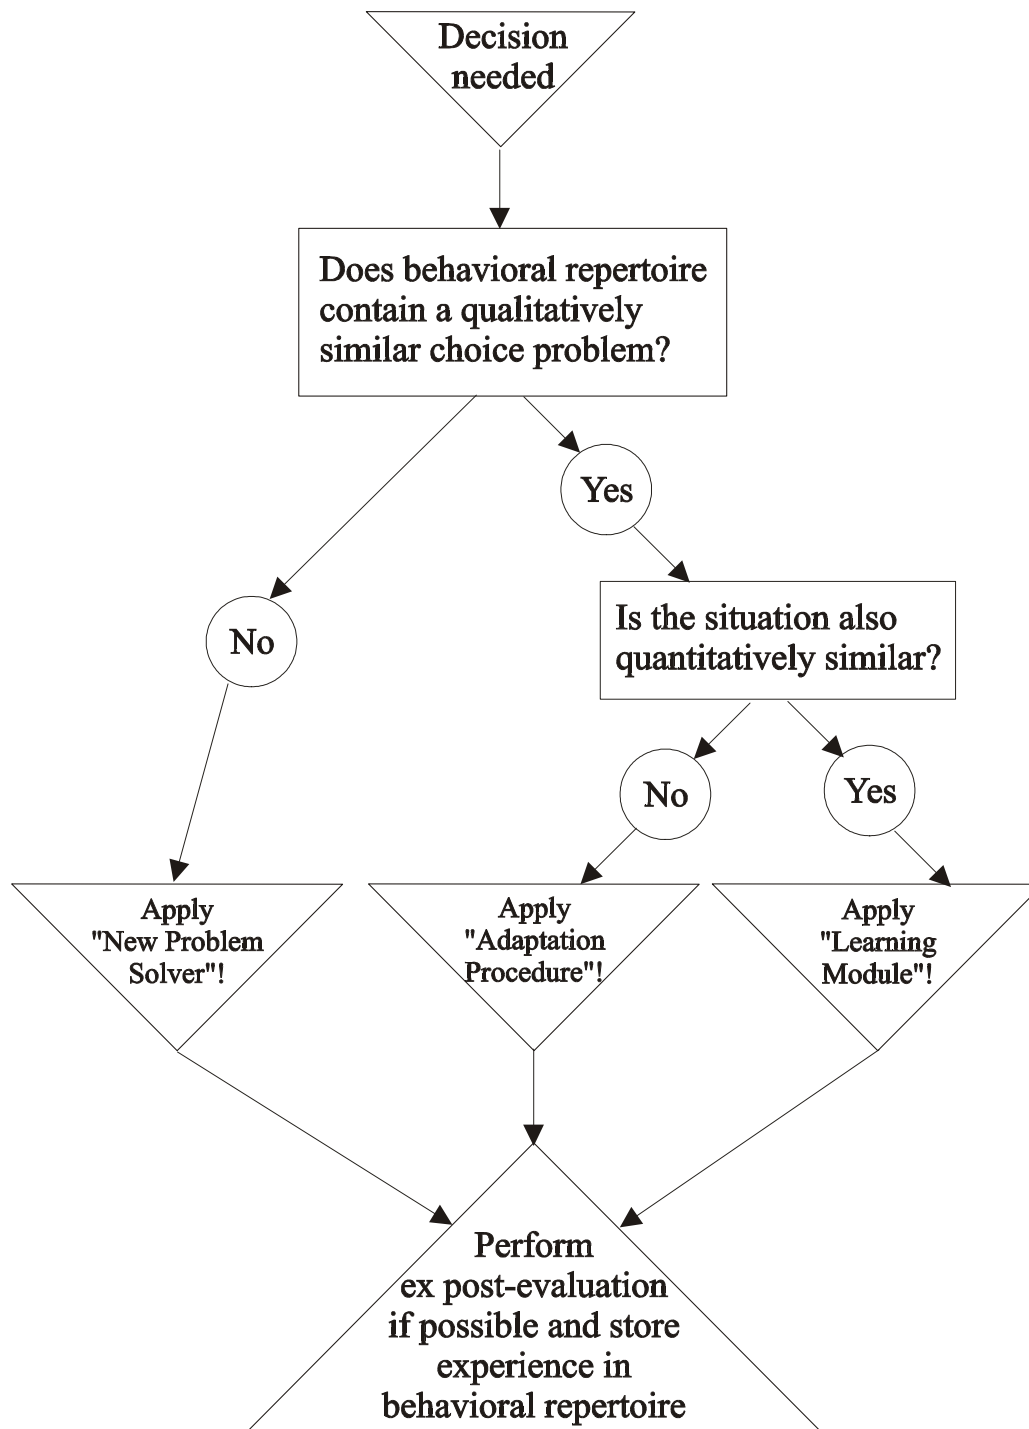 Decision
needed
Does behavioral repertoire
contain a qualitatively
similar choice problem?
Yes
No
Is the situation also
quantitatively similar?
No
Yes
Apply
"New Problem
Solver"!
Apply
"Adaptation
Procedure"!
Apply
"Learning
Module"!
Perform
ex post-evaluation
if possible and store
experience in
behavioral repertoire